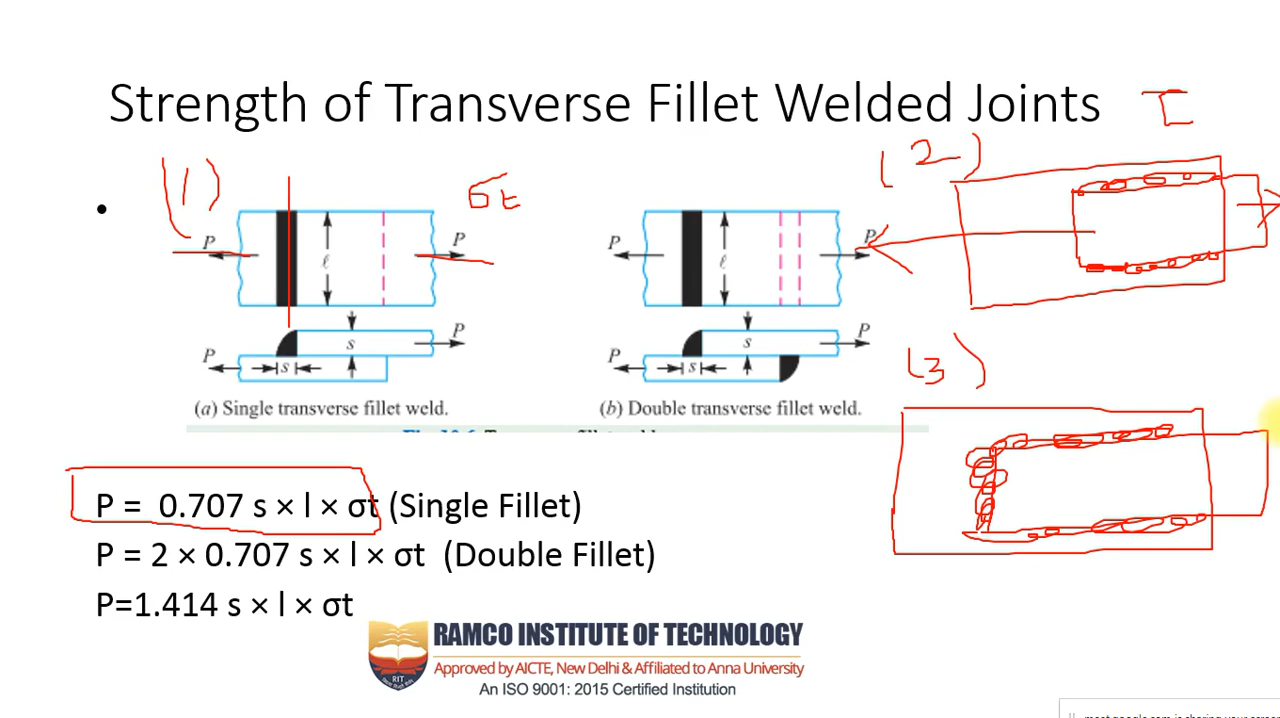 Strength of Transverse Fillet Welded Joints
τ
(1)
σt
(2)
P
P
ℓ
P
P
ℓ
P
P
s
s
P
P
s
s
(a) Single transverse fillet weld.
(b) Double transverse fillet weld.
(3)
P = 0.707 s × l × σt (Single Fillet)
P = 2 × 0.707 s × l × σt (Double Fillet)
P=1.414 s × l × σt
RAMCO INSTITUTE OF TECHNOLOGY
Approved by AICTE, New Delhi & Affiliated to Anna University
An ISO 9001: 2015 Certified Institution
RIT